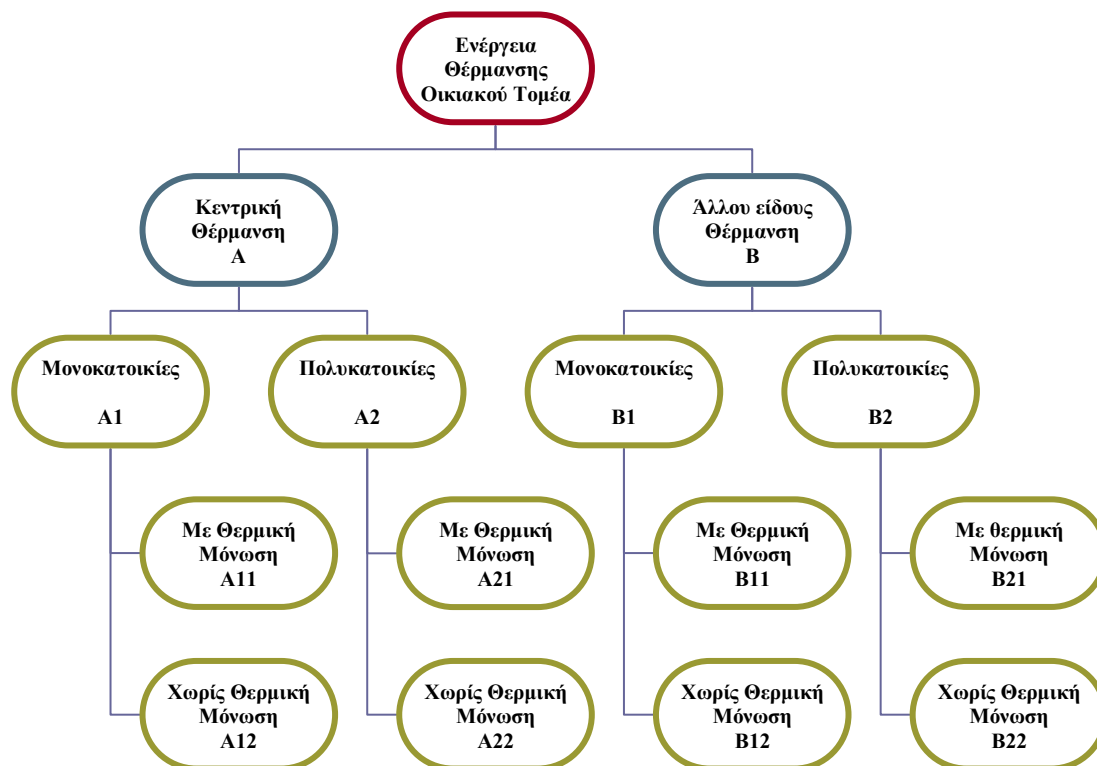 Ενέργεια
Θέρμανσης
Οικιακού Τομέα
Κεντρική
Θέρμανση
Α
Άλλου είδους
Θέρμανση
Β
Μονοκατοικίες
Α1
Πολυκατοικίες
Α2
Μονοκατοικίες
Β1
Πολυκατοικίες
Β2
Με Θερμική
Μόνωση
Α11
Με Θερμική
Μόνωση
Α21
Με Θερμική
Μόνωση
Β11
Με θερμική
Μόνωση
Β21
Χωρίς Θερμική
Μόνωση
Α12
Χωρίς Θερμική
Μόνωση
Α22
Χωρίς Θερμική
Μόνωση
Β12
Χωρίς Θερμική
Μόνωση
Β22